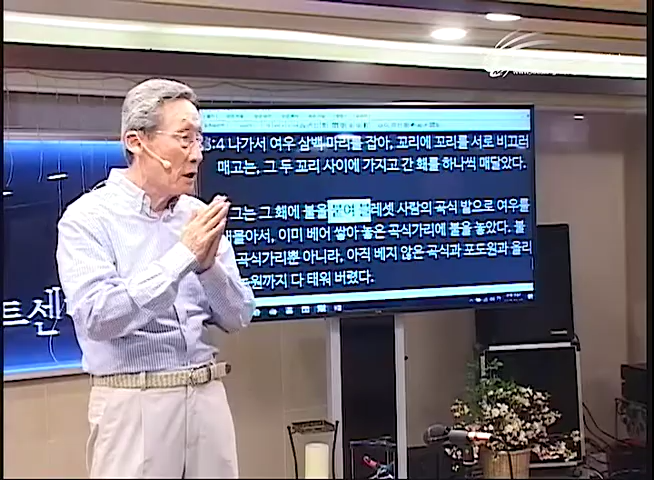 :4 나가서 여우 삼백 마리를 잡아, 꼬리에 꼬리를 서로 비끄러
매고는, 그 두 꼬리 사이에 가지고 간 홰를 하나씩 매달았다.
그는 그 홰에 불을 붙여 블레셋 사람의 곡식 밭으로 여우를
내몰아서, 이미 베어 쌓아 놓은 곡식가리에 불을 놓았다. 불
곡식가리뿐 아니라, 아직 베지 않은 곡식과 포도원과 올리
원까지 다 태워 버렸다.
트센